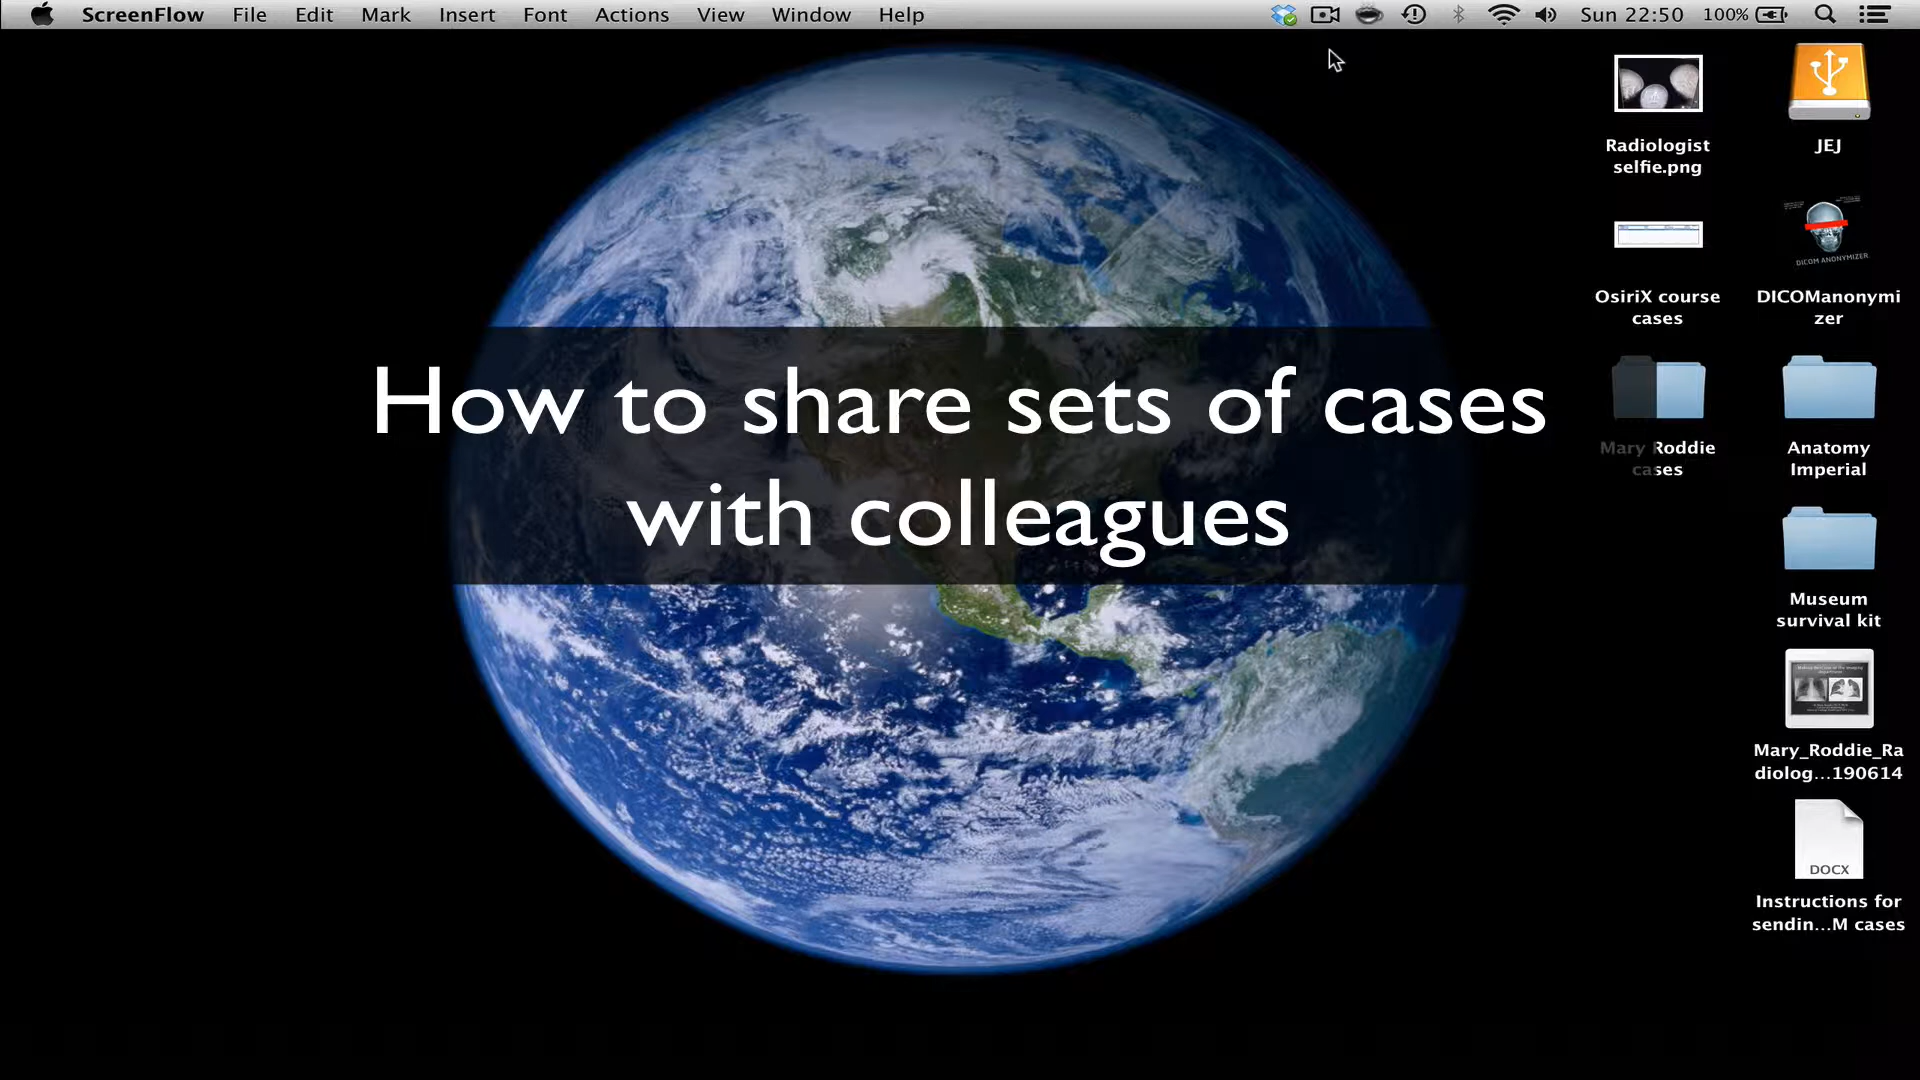 ScreenFlow File Edit Mark Insert Font Actions View Window Help Sun 22:50 100%
Radiologist
selfie.png
JEJ
DICOM ANONYMIZER
OsiriX course
cases
DICOManonymi
zer
How to share sets of cases
with colleagues
Mary Roddie
cases
Anatomy
Imperial
Museum
survival kit
Mary_Roddie_Ra
diolog...190614
DOCX
Instructions for
sendin...M cases